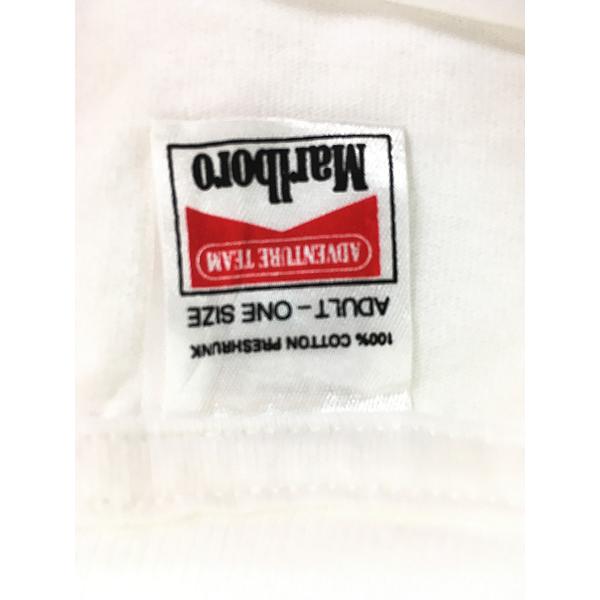 100% COTTON PRESHRUNK
ADULT – ONE SIZE
ADVENTURE TEAM
Marlboro